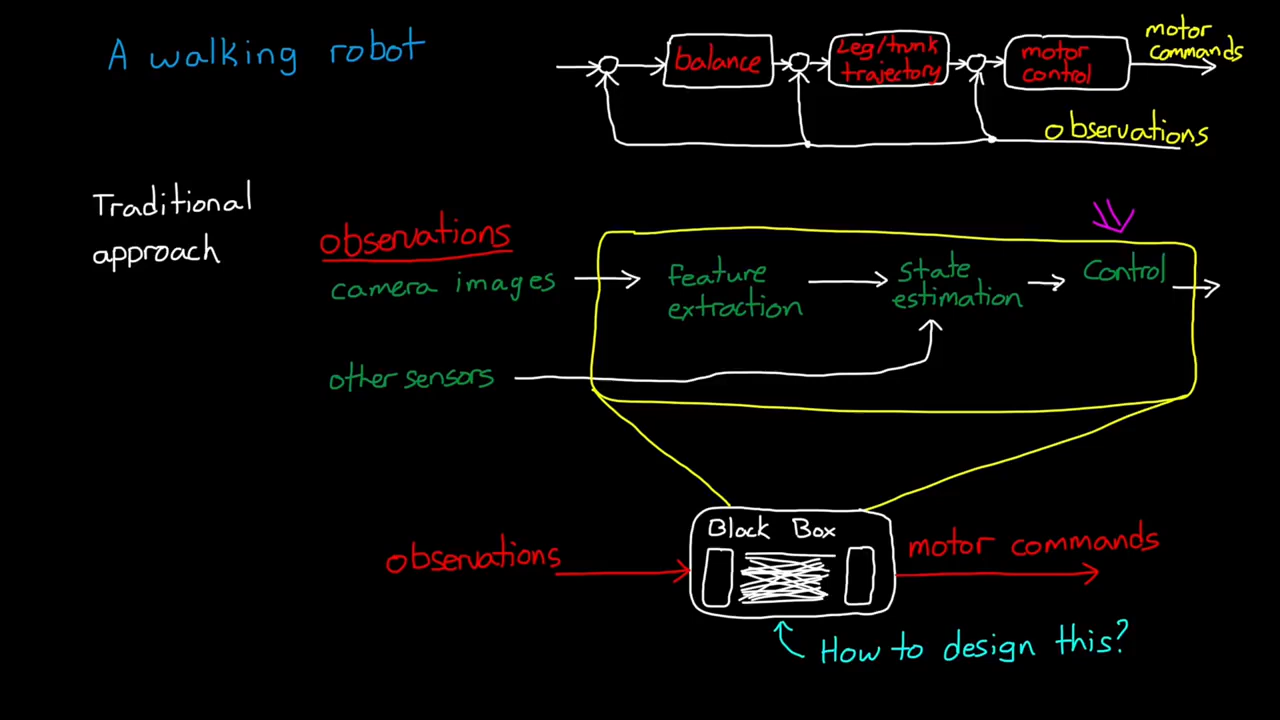 A walking robot
balance
Leg/trunk
trajectory
motor
control
motor
commands
observations
Traditional
approach
observations
camera images
feature
extraction
state
estimation
Control
other sensors
Black Box
observations
motor commands
How to design this?